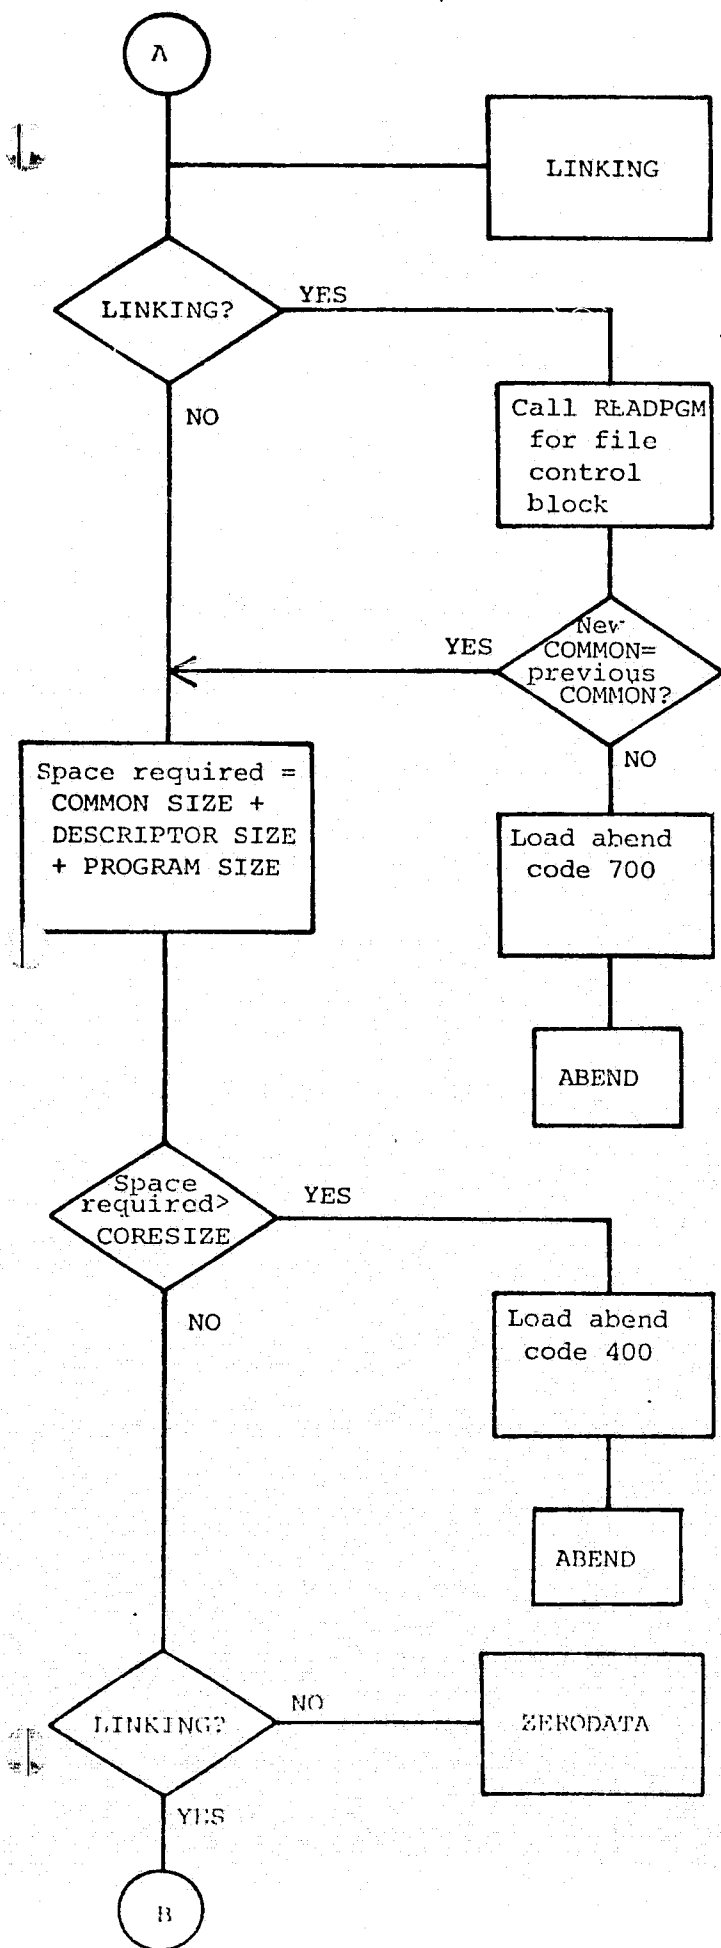 A
LINKING
LINKING?
YES
NO
Call READPGM
for file
control
block
New
COMMON=
previous
COMMON?
YES
NO
Space required =
COMMON SIZE +
DESCRIPTOR SIZE
+ PROGRAM SIZE
Load abend
code 700
ABEND
Space
required>
CORESIZE
YES
NO
Load abend
code 400
ABEND
LINKING?
NO
ZERODATA
YES
B